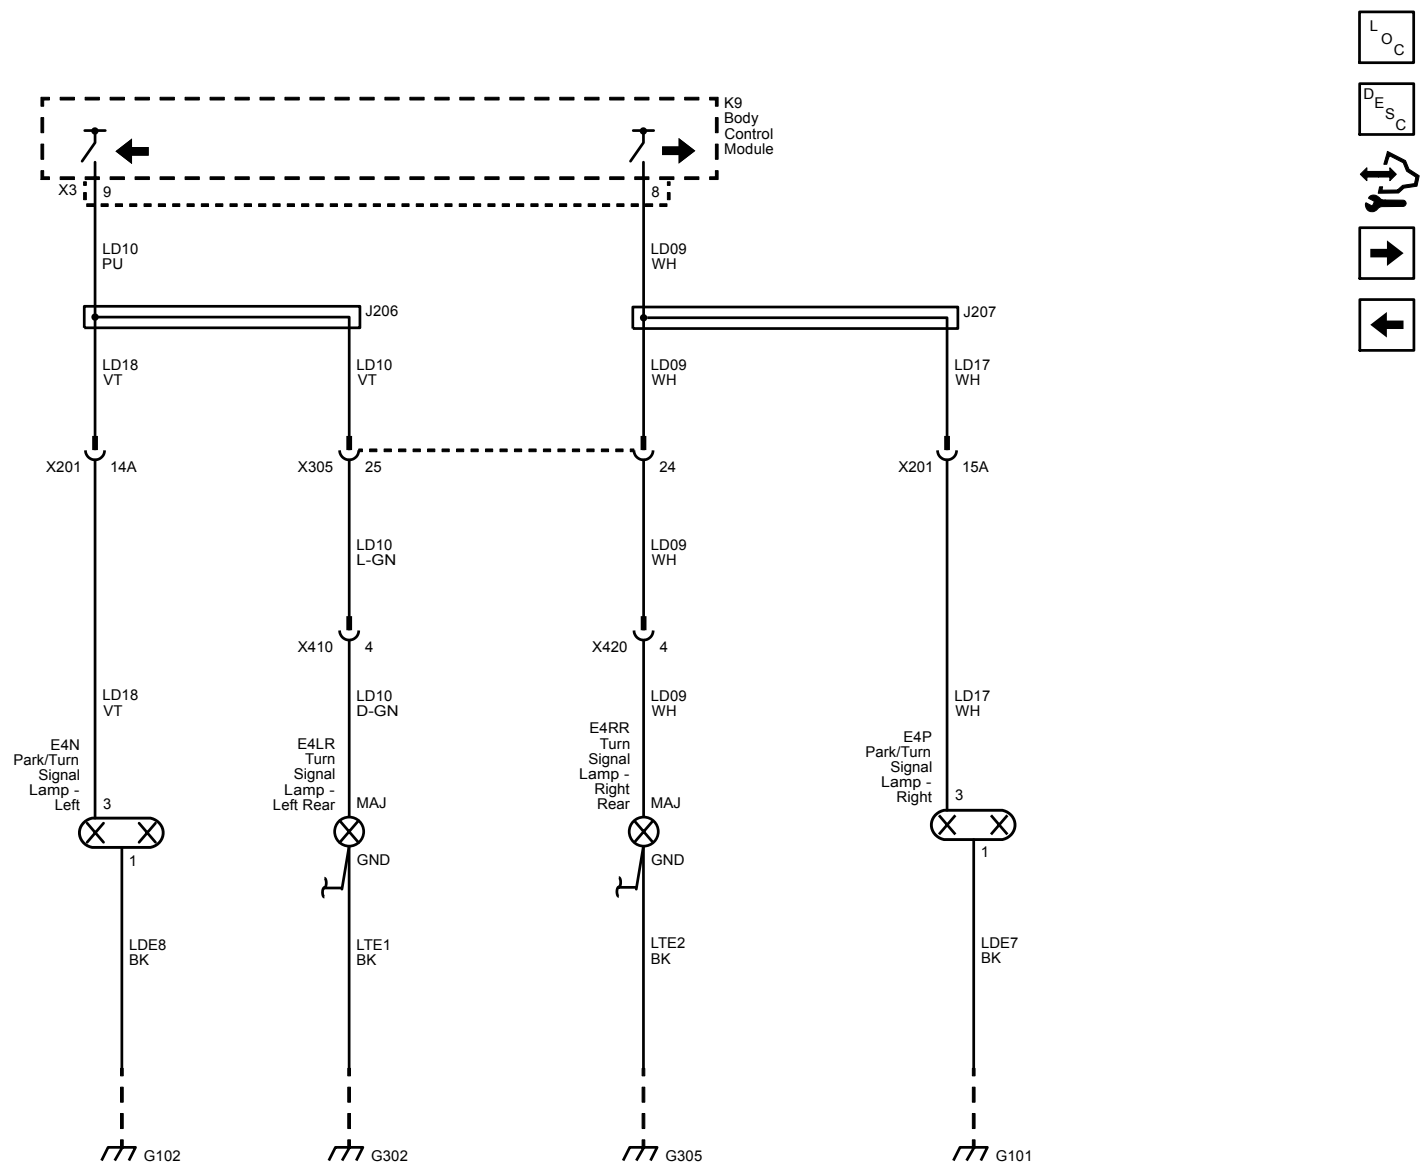 L
O
C
D
E
S
C
K9
Body
Control
Module
X3
9
8
LD10
PU
LD09
WH
J206
J207
LD18
VT
LD10
VT
LD09
WH
LD17
WH
X201
14A
X305
25
24
X201
15A
LD10
L-GN
LD09
WH
X410
4
X420
4
LD18
VT
LD10
D-GN
LD09
WH
LD17
WH
E4N
Park/Turn
Signal
Lamp -
Left
3
E4LR
Turn
Signal
Lamp -
Left Rear
MAJ
E4RR
Turn
Signal
Lamp -
Right
Rear
MAJ
E4P
Park/Turn
Signal
Lamp -
Right
3
1
GND
GND
1
LDE8
BK
LTE1
BK
LTE2
BK
LDE7
BK
G102
G302
G305
G101